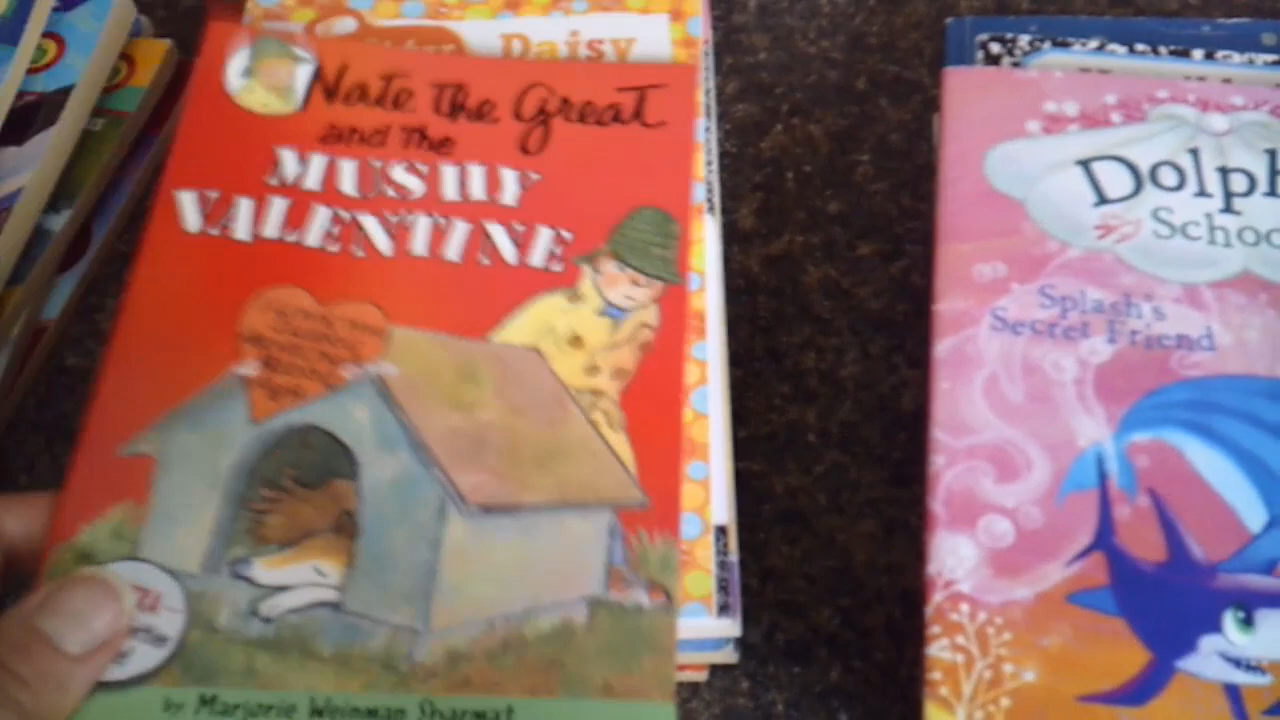 Daisy
Nate the Great
and the
MUSHY
VALENTINE
by Marjorie Weinman Sharmat
Dolph
Schoo
Splash's
Secret Friend